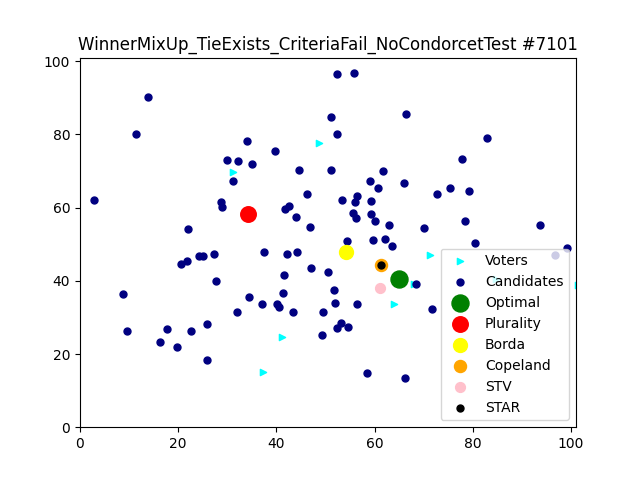 WinnerMixUp_TieExists_CriteriaFail_NoCondorcetTest #7101
100
80
60
40
20
0
0 20 40 60 80 100
Voters
Candidates
Optimal
Plurality
Borda
Copeland
STV
STAR